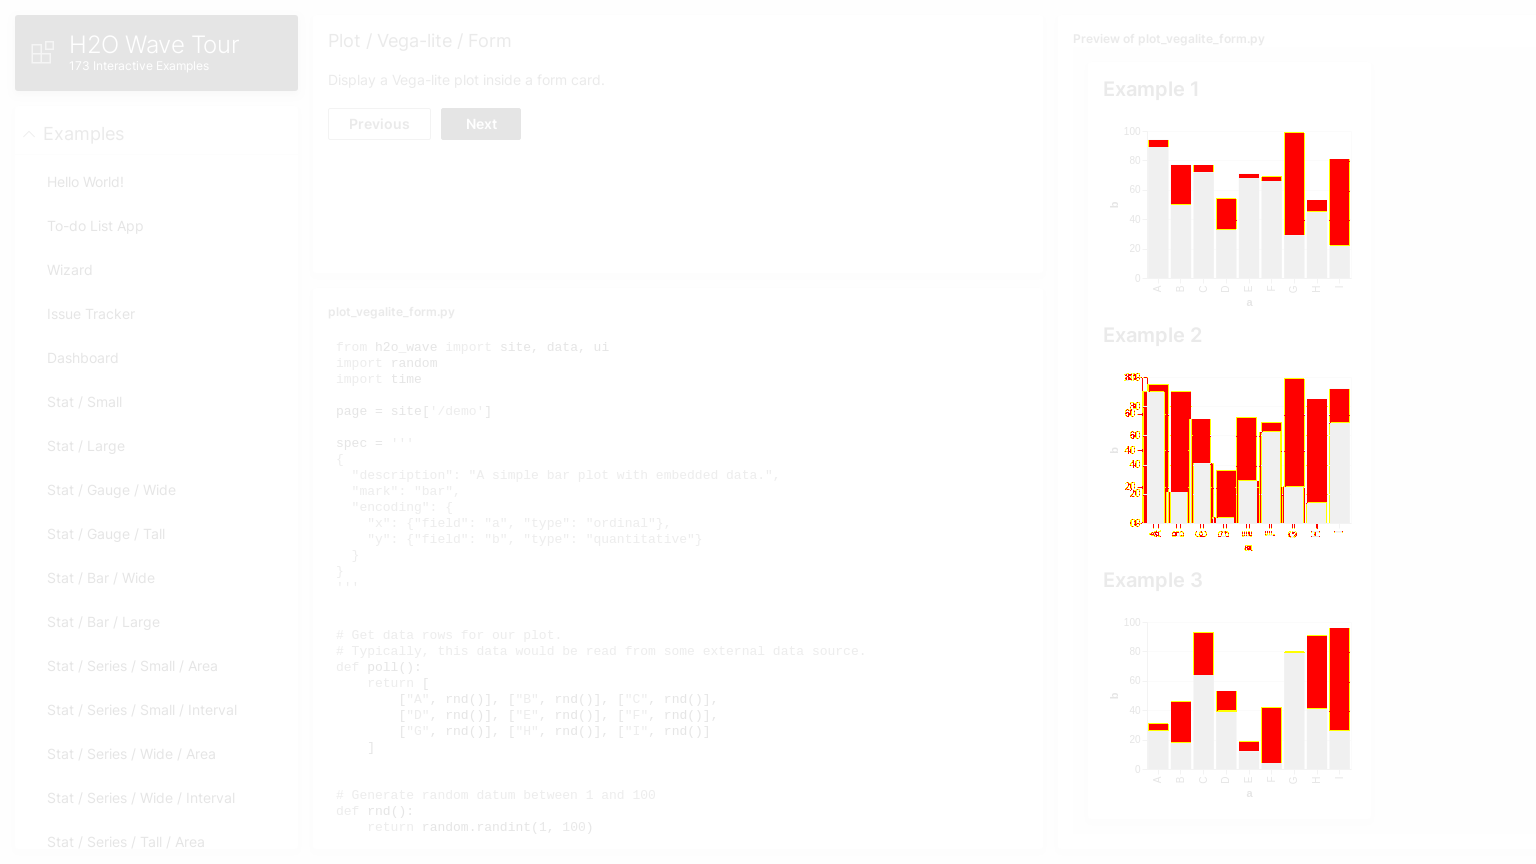 H2O Wave Tour
173 Interactive Examples
Examples
Hello World!
To-do List App
Wizard
Issue Tracker
Dashboard
Stat / Small
Stat / Large
Stat / Gauge / Wide
Stat / Gauge / Tall
Stat / Bar / Wide
Stat / Bar / Large
Stat / Series / Small / Area
Stat / Series / Small / Interval
Stat / Series / Wide / Area
Stat / Series / Wide / Interval
Stat / Series / Tall / Area
Plot / Vega-lite / Form
Display a Vega-lite plot inside a form card.
Previous Next
plot_vegalite_form.py
from h2o_wave import site, data, ui
import random
import time
page = site['/demo']
spec = '''
{
"description": "A simple bar plot with embedded data.",
"mark": "bar",
"encoding": {
"x": {"field": "a", "type": "ordinal"},
"y": {"field": "b", "type": "quantitative"}
}
}
'''
# Get data rows for our plot.
# Typically, this data would be read from some external data source.
def poll():
return [
["A", rnd()], ["B", rnd()], ["C", rnd()],
["D", rnd()], ["E", rnd()], ["F", rnd()],
["G", rnd()], ["H", rnd()], ["I", rnd()]
]
# Generate random datum between 1 and 100
def rnd():
return random.randint(1, 100)
Preview of plot_vegalite_form.py
Example 1
100
80
60
b
40
20
0
A B C D E F G H I
a
Example 2
b
Example 3
100
80
60
b
40
20
0
A B C D E F G H I
a